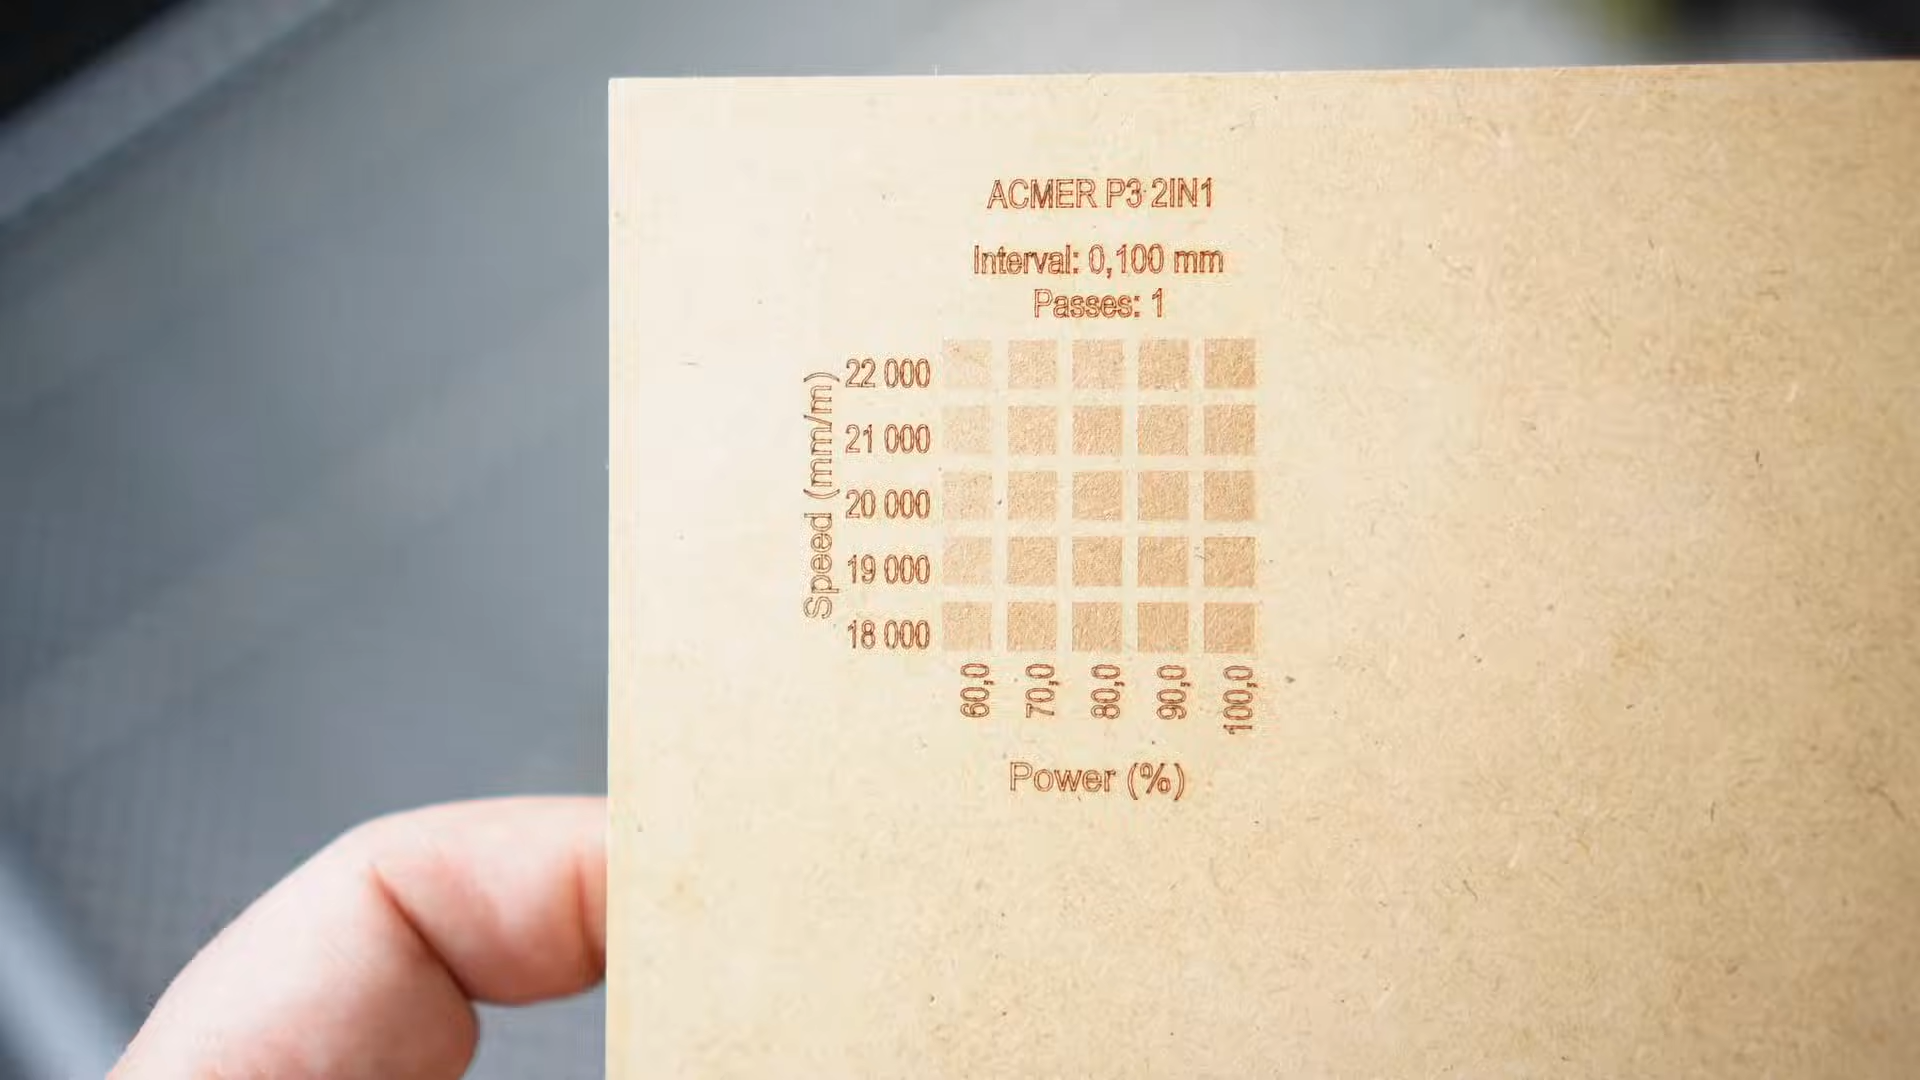 ACMER P3 2IN1
Interval: 0,100 mm
Passes: 1
Speed (mm/m)
22 000
21 000
20 000
19 000
18 000
60,0
70,0
80,0
90,0
100,0
Power (%)